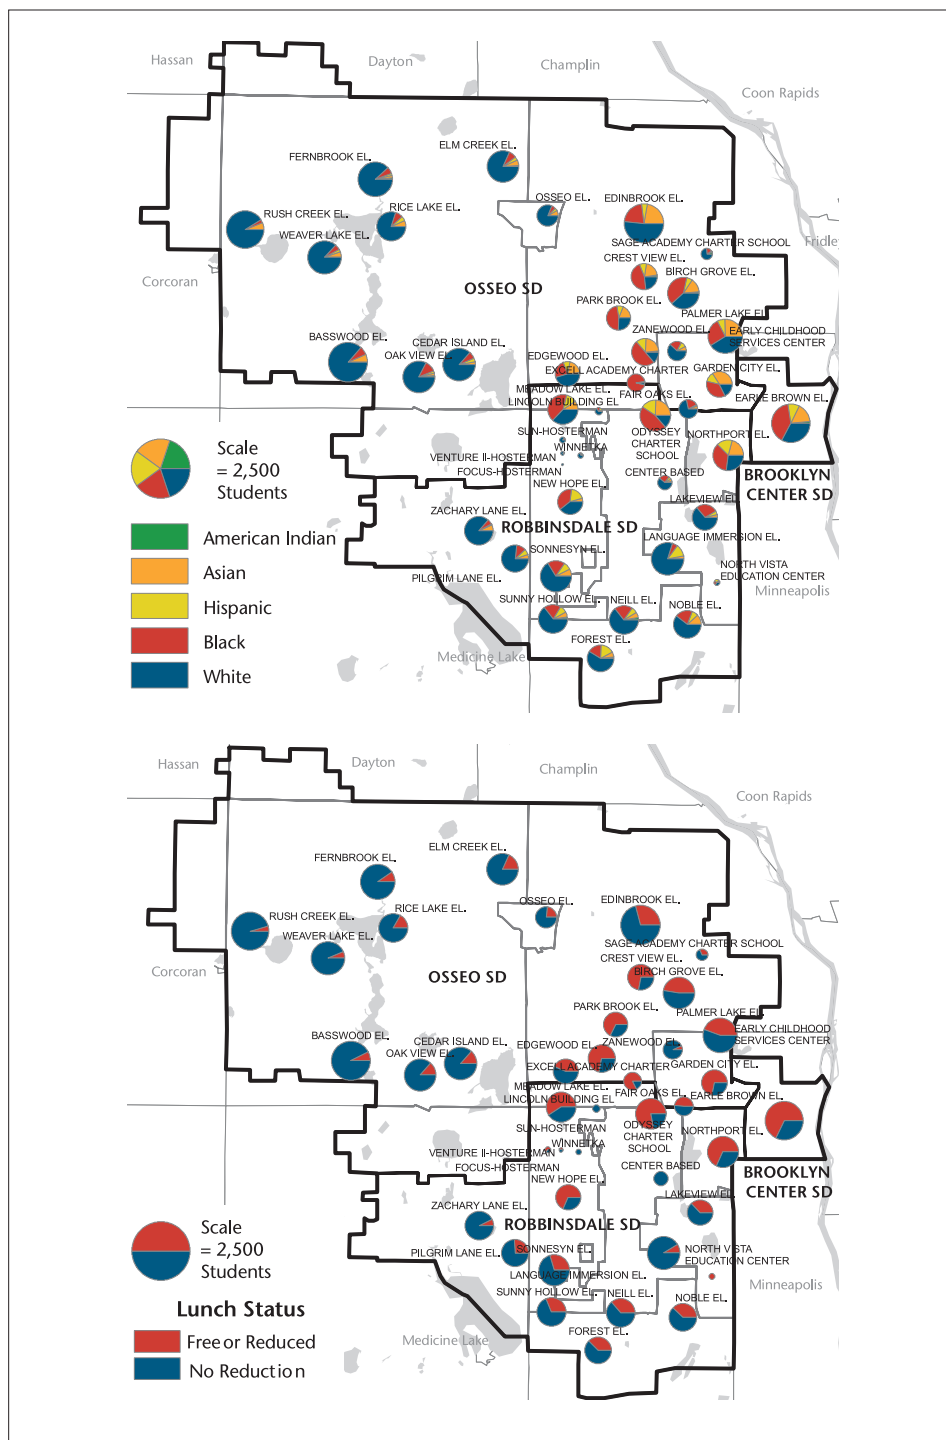 Hassan
Dayton
Champlin
Coon Rapids
ELM CREEK EL.
FERNBROOK EL.
OSSEO EL.
EDINBROOK EL.
RICE LAKE EL.
RUSH CREEK EL.
WEAVER LAKE EL.
SAGE ACADEMY CHARTER SCHOOL
Fridley
CREST VIEW EL.
BIRCH GROVE EL.
Corcoran
OSSEO SD
PARK BROOK EL.
PALMER LAKE EL.
ZANEWOOD EL.
EARLY CHILDHOOD
SERVICES CENTER
BASSWOOD EL.
CEDAR ISLAND EL.
OAK VIEW EL.
EDGEWOOD EL.
EXCELL ACADEMY CHARTER
GARDEN CITY EL.
MEADOW LAKE EL.
FAIR OAKS EL.
LINCOLN BUILDING EL
EARLE BROWN EL.
SUN-HOSTERMAN
ODYSSEY
CHARTER
SCHOOL
NORTHPORT EL.
WINNETKA
VENTURE II-HOSTERMAN
FOCUS-HOSTERMAN
CENTER BASED
BROOKLYN
CENTER SD
Scale
= 2,500
Students
NEW HOPE EL.
LAKEVIEW EL.
ZACHARY LANE EL.
ROBBINSDALE SD
American Indian
LANGUAGE IMMERSION EL.
SONNESYN EL.
NORTH VISTA
EDUCATION CENTER
Asian
PILGRIM LANE EL.
Minneapolis
Hispanic
SUNNY HOLLOW EL.
NEILL EL.
NOBLE EL.
Black
FOREST EL.
Medicine Lake
White
Hassan
Dayton
Champlin
Coon Rapids
ELM CREEK EL.
FERNBROOK EL.
OSSEO EL.
EDINBROOK EL.
RICE LAKE EL.
RUSH CREEK EL.
WEAVER LAKE EL.
SAGE ACADEMY CHARTER SCHOOL
CREST VIEW EL.
BIRCH GROVE EL.
Corcoran
OSSEO SD
PARK BROOK EL.
PALMER LAKE EL.
EARLY CHILDHOOD
SERVICES CENTER
BASSWOOD EL.
CEDAR ISLAND EL.
OAK VIEW EL.
EDGEWOOD EL.
ZANEWOOD EL.
EXCELL ACADEMY CHARTER
GARDEN CITY EL.
MEADOW LAKE EL.
FAIR OAKS EL.
EARLE BROWN EL.
LINCOLN BUILDING EL
SUN-HOSTERMAN
ODYSSEY
CHARTER
SCHOOL
NORTHPORT EL.
WINNETKA
VENTURE II-HOSTERMAN
FOCUS-HOSTERMAN
CENTER BASED
BROOKLYN
CENTER SD
NEW HOPE EL.
LAKEVIEW EL.
ZACHARY LANE EL.
ROBBINSDALE SD
Scale
= 2,500
Students
PILGRIM LANE EL.
SONNESYN EL.
NORTH VISTA
EDUCATION CENTER
LANGUAGE IMMERSION EL.
Minneapolis
SUNNY HOLLOW EL.
NEILL EL.
NOBLE EL.
Lunch Status
Free or Reduced
FOREST EL.
Medicine Lake
No Reduction